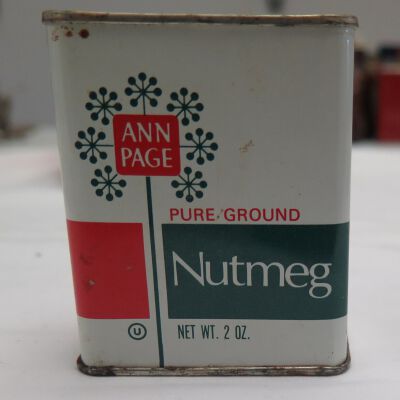 ANN
PAGE
PURE GROUND
Nutmeg
U
NET WT. 2 OZ.